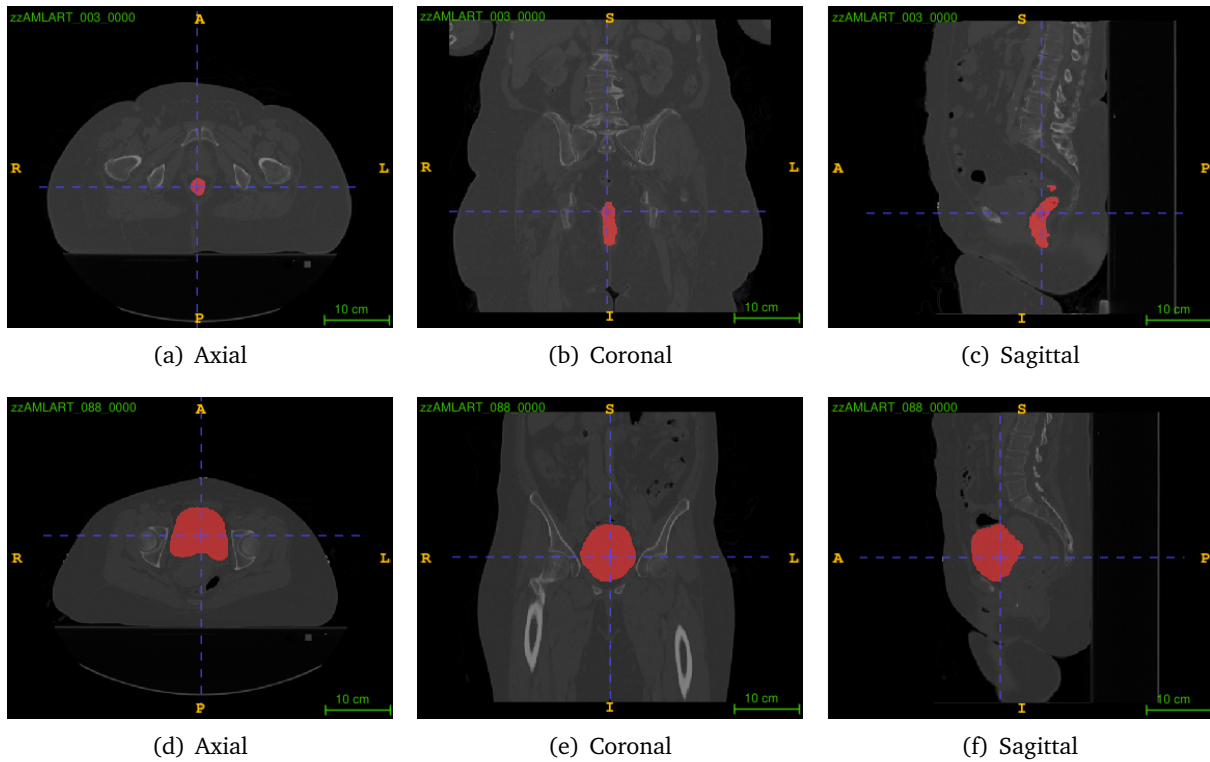 zzAMLART_003_0000
A
R
L
P
10 cm
zzAMLART_003_0000
S
R
L
I
10 cm
zzAMLART_003_0000
S
A
P
I
10 cm
(a) Axial
(b) Coronal
(c) Sagittal
zzAMLART_088_0000
A
R
L
P
10 cm
zzAMLART_088_0000
S
R
L
I
10 cm
zzAMLART_088_0000
S
A
P
I
10 cm
(d) Axial
(e) Coronal
(f) Sagittal